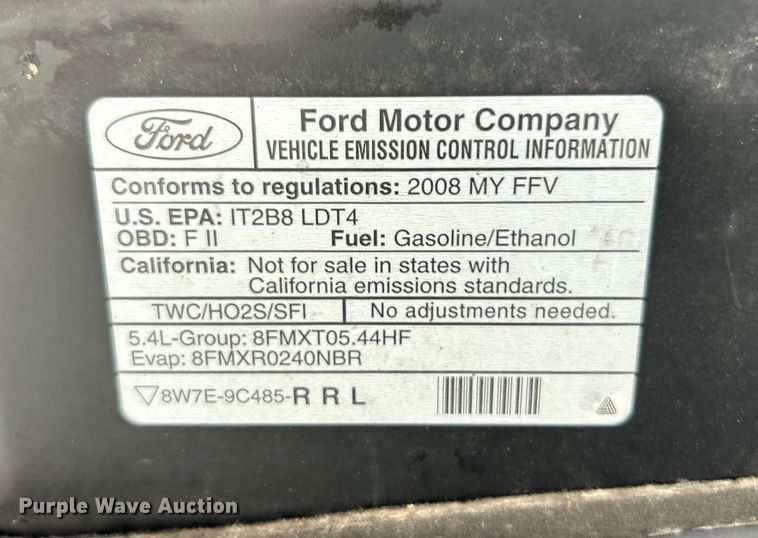 Ford
Ford Motor Company
VEHICLE EMISSION CONTROL INFORMATION
Conforms to regulations: 2008 MY FFV
U.S. EPA: IT2B8 LDT4
OBD: F II Fuel: Gasoline/Ethanol
California: Not for sale in states with
California emissions standards.
TWC/HO2S/SFI No adjustments needed.
5.4L-Group: 8FMXT05.44HF
Evap: 8FMXR0240NBR
8W7E-9C485-R R L
Purple Wave Auction